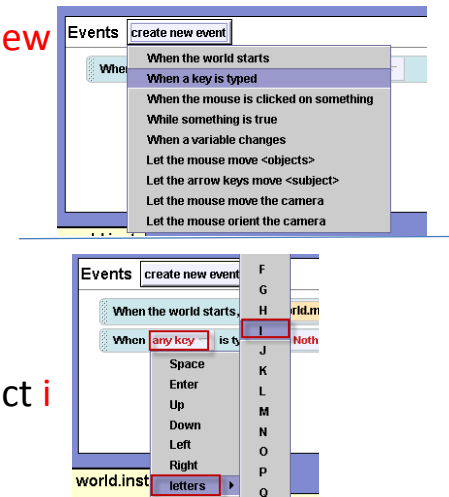 ew
Events create new event
When
When the world starts
When a key is typed
When the mouse is clicked on something
While something is true
When a variable changes
Let the mouse move <objects>
Let the arrow keys move <subject>
Let the mouse move the camera
Let the mouse orient the camera
Events create new event
When the world starts, rld.m
When any key is ty Noth
Space
Enter
Up
Down
Left
Right
letters
F
G
H
I
J
K
L
M
N
O
P
Q
ct i
world.inst